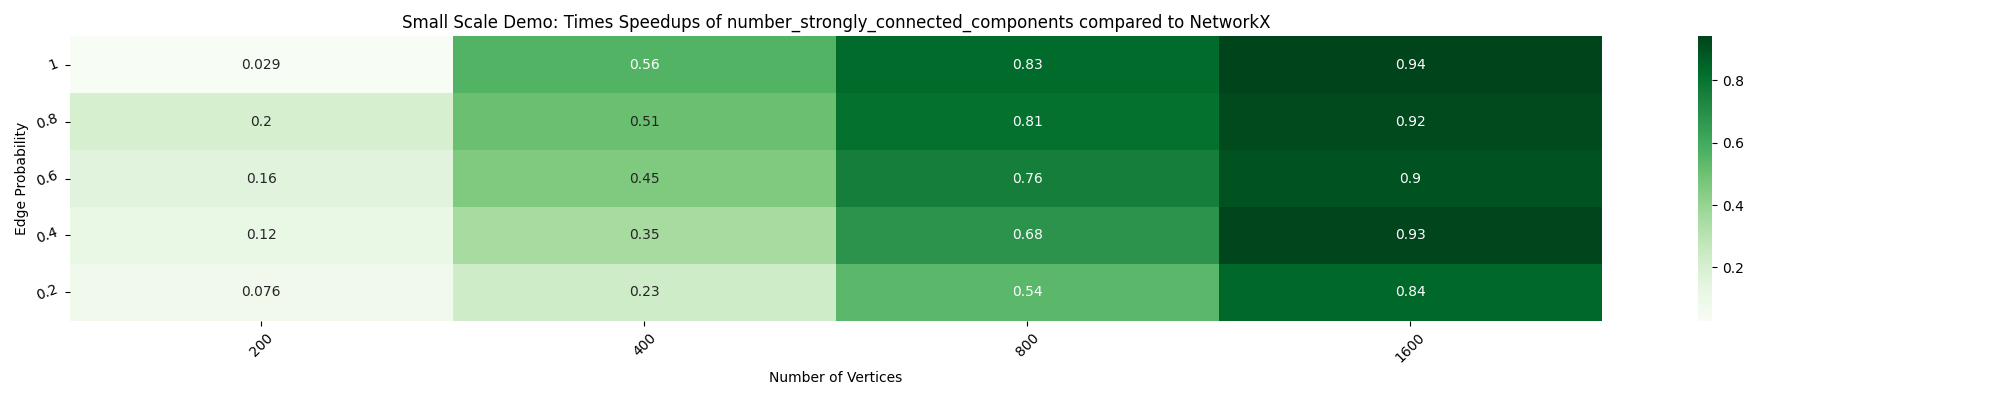 Small Scale Demo: Times Speedups of number_strongly_connected_components compared to NetworkX
Edge Probability
1 0.029 0.56 0.83 0.94
0.8 0.2 0.51 0.81 0.92
0.6 0.16 0.45 0.76 0.9
0.4 0.12 0.35 0.68 0.93
0.2 0.076 0.23 0.54 0.84
200 400 800 1600
Number of Vertices
0.8
0.6
0.4
0.2